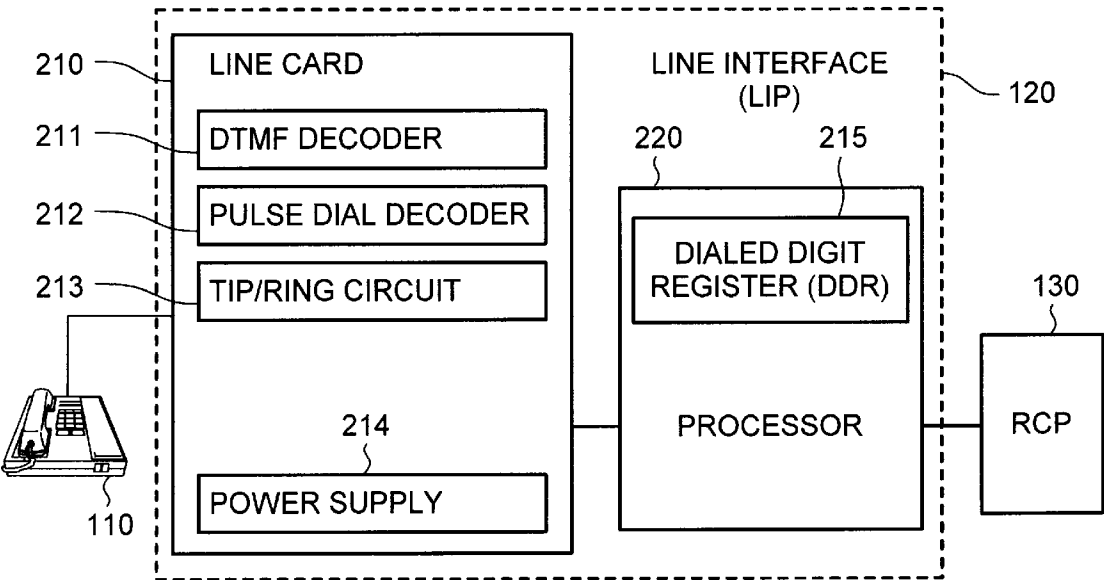 210
LINE CARD
LINE INTERFACE
(LIP)
120
211
DTMF DECODER
220
215
212
PULSE DIAL DECODER
DIALED DIGIT
REGISTER (DDR)
213
TIP/RING CIRCUIT
130
PROCESSOR
RCP
214
POWER SUPPLY
110